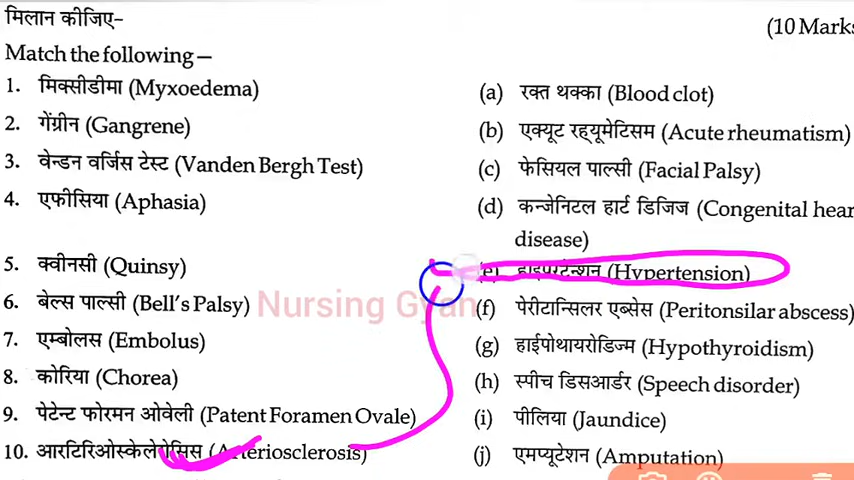 मिलान कीजिए-
(10 Marks
Match the following —
1. मिक्सीडीमा (Myxoedema)
(a) रक्त थक्का (Blood clot)
2. गेंग्रीन (Gangrene)
(b) एक्यूट रह्यूमेटिसम (Acute rheumatism)
3. वेन्डन वर्जिस टेस्ट (Vanden Bergh Test)
(c) फेसियल पाल्सी (Facial Palsy)
4. एफीसिया (Aphasia)
(d) कन्जेनिटल हार्ट डिजिज (Congenital hear
disease)
5. क्वीनसी (Quinsy)
(e) हाइपरटेन्शन (Hypertension)
6. बेल्स पाल्सी (Bell's Palsy)
Nursing Gyan
(f) पेरीटान्सिलर एब्सेस (Peritonsilar abscess)
7. एम्बोलस (Embolus)
(g) हाईपोथायरोडिज्म (Hypothyroidism)
8. कोरिया (Chorea)
(h) स्पीच डिसआर्डर (Speech disorder)
9. पेटेन्ट फोरमन ओवेली (Patent Foramen Ovale)
(i) पीलिया (Jaundice)
10. आरटिरिओस्केलेरोसिस (Arteriosclerosis)
(j) एमप्यूटेशन (Amputation)